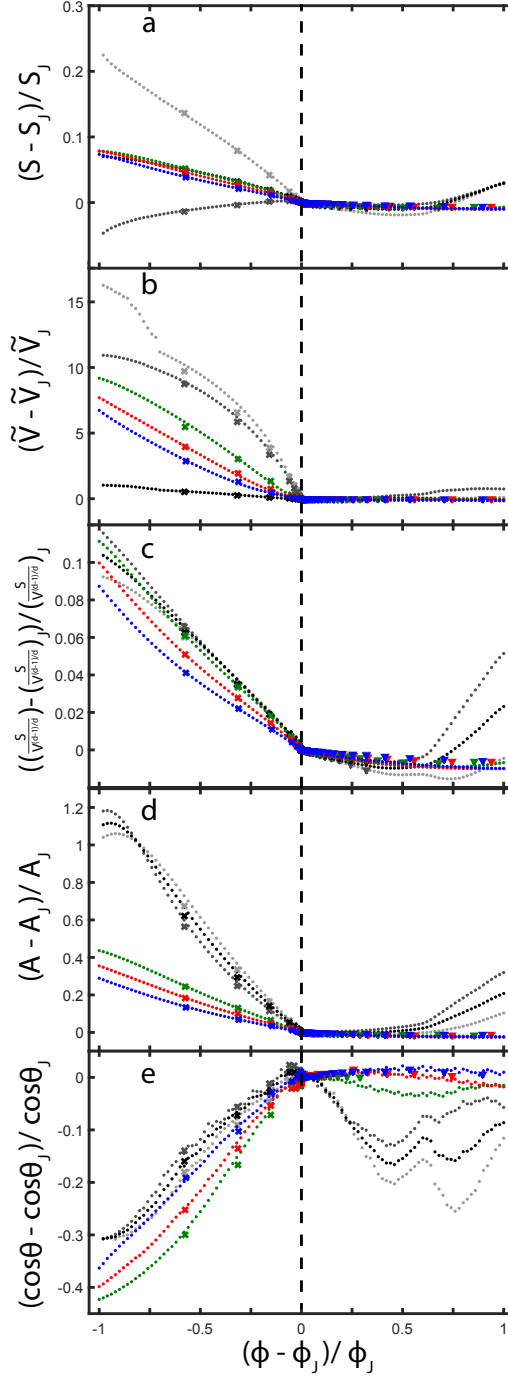 a
(S - S_J)/ S_J
0.3
0.2
0.1
0
b
(Ṽ - Ṽ_J)/Ṽ_J
15
10
5
0
c
((S/V^(d-1)/d)-(S/V^(d-1)/d)_J)/(S/V^(d-1)/d)_J
0.1
0.08
0.06
0.04
0.02
0
d
(A - A_J)/ A_J
1.4
1.2
1
0.8
0.6
0.4
0.2
0
e
(cosθ - cosθ_J)/ cosθ_J
0
-0.1
-0.2
-0.3
-0.4
-1 -0.5 0 0.5 1
(ϕ - ϕ_J)/ ϕ_J